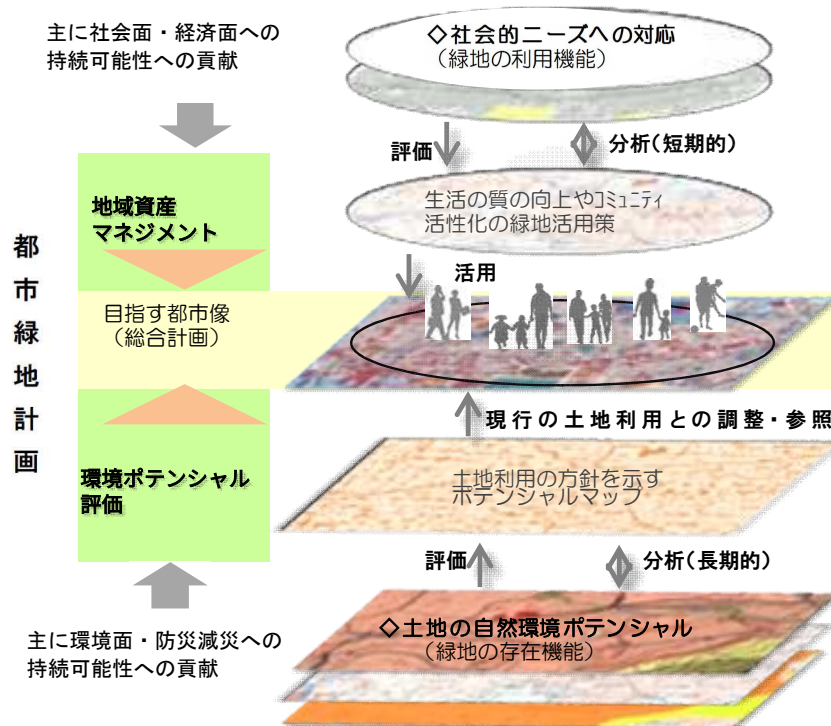 主に社会面・経済面への
持続可能性への貢献
◇社会的ニーズへの対応
（緑地の利用機能）
評価
分析（短期的）
地域資産
マネジメント
生活の質の向上やｺﾐｭﾆﾃｨ
活性化の緑地活用策
活用
都市緑地計画
目指す都市像
（総合計画）
現行の土地利用との調整・参照
環境ポテンシャル
評価
土地利用の方針を示す
ポテンシャルマップ
評価
分析（長期的）
主に環境面・防災減災への
持続可能性への貢献
◇土地の自然環境ポテンシャル
（緑地の存在機能）